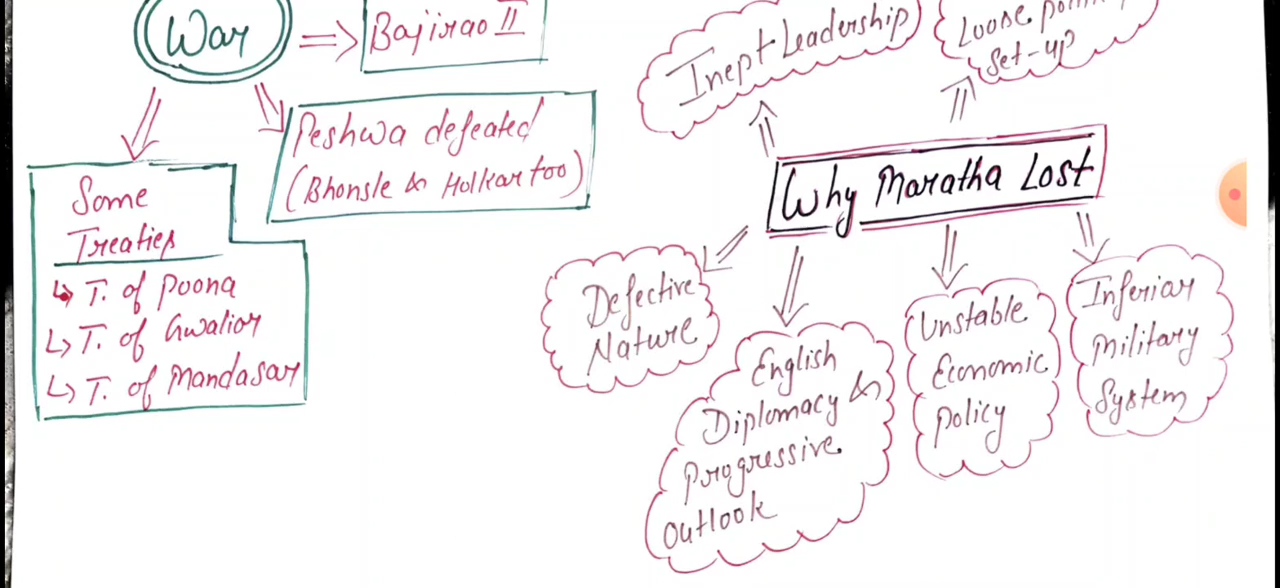 War
Bajirao II
Peshwa defeated
(Bhonsle & Holkar too)
Some
Treaties
T. of Poona
T. of Gwalior
T. of Mandasar
Inept Leadership
Loose
Set-up
Why Maratha Lost
Defective
Nature
English
Diplomacy &
Progressive
Outlook
Unstable
Economic
Policy
Inferiar
Military
System